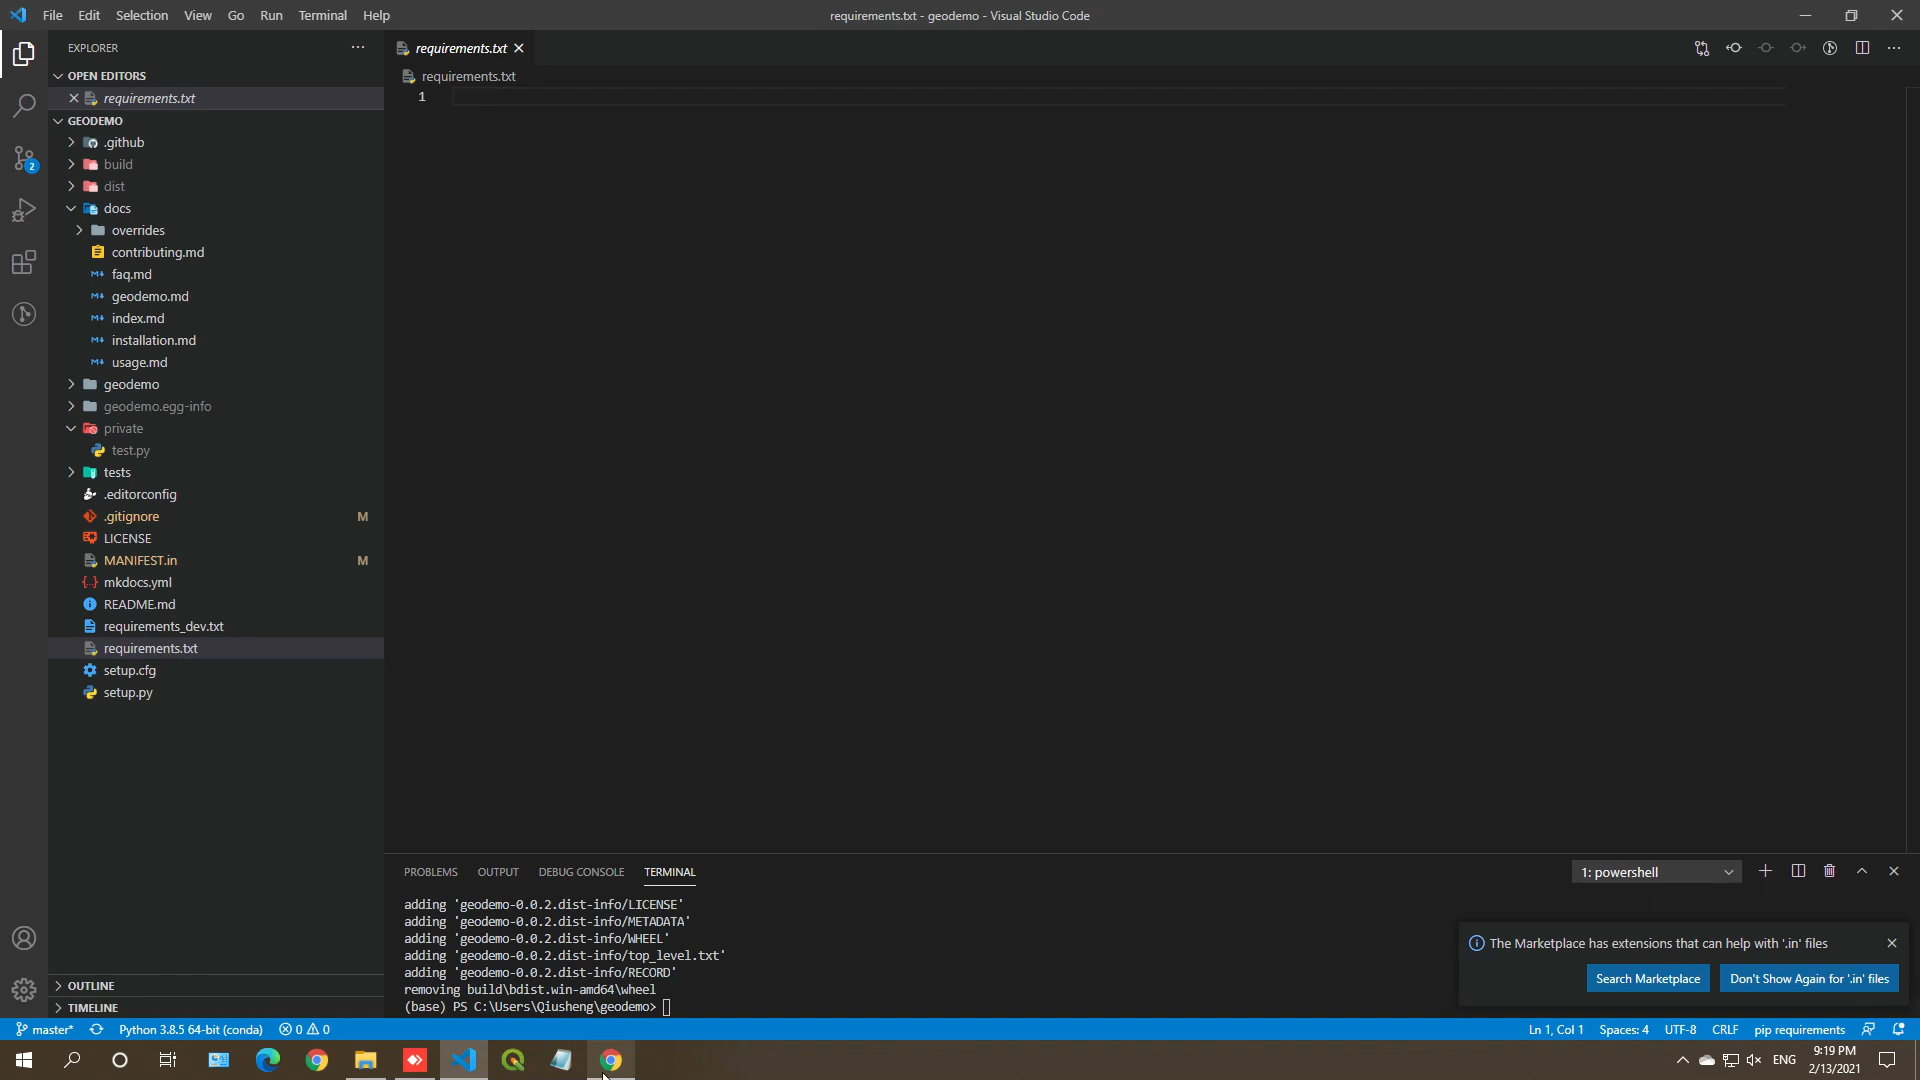 File Edit Selection View Go Run Terminal Help
requirements.txt - geodemo - Visual Studio Code
EXPLORER
OPEN EDITORS
requirements.txt
GEODEMO
.github
build
dist
docs
overrides
contributing.md
faq.md
geodemo.md
index.md
installation.md
usage.md
geodemo
geodemo.egg-info
private
test.py
tests
.editorconfig
.gitignore M
LICENSE
MANIFEST.in M
mkdocs.yml
README.md
requirements_dev.txt
requirements.txt
setup.cfg
setup.py
OUTLINE
TIMELINE
2
requirements.txt
requirements.txt
1
PROBLEMS OUTPUT DEBUG CONSOLE TERMINAL
1: powershell
adding 'geodemo-0.0.2.dist-info/LICENSE'
adding 'geodemo-0.0.2.dist-info/METADATA'
adding 'geodemo-0.0.2.dist-info/WHEEL'
adding 'geodemo-0.0.2.dist-info/top_level.txt'
adding 'geodemo-0.0.2.dist-info/RECORD'
removing build\bdist.win-amd64\wheel
(base) PS C:\Users\Qiusheng\geodemo>
The Marketplace has extensions that can help with '.in' files
Search Marketplace Don't Show Again for '.in' files
master* Python 3.8.5 64-bit (conda) 0 0 Ln 1, Col 1 Spaces: 4 UTF-8 CRLF pip requirements
ENG
9:19 PM
2/13/2021